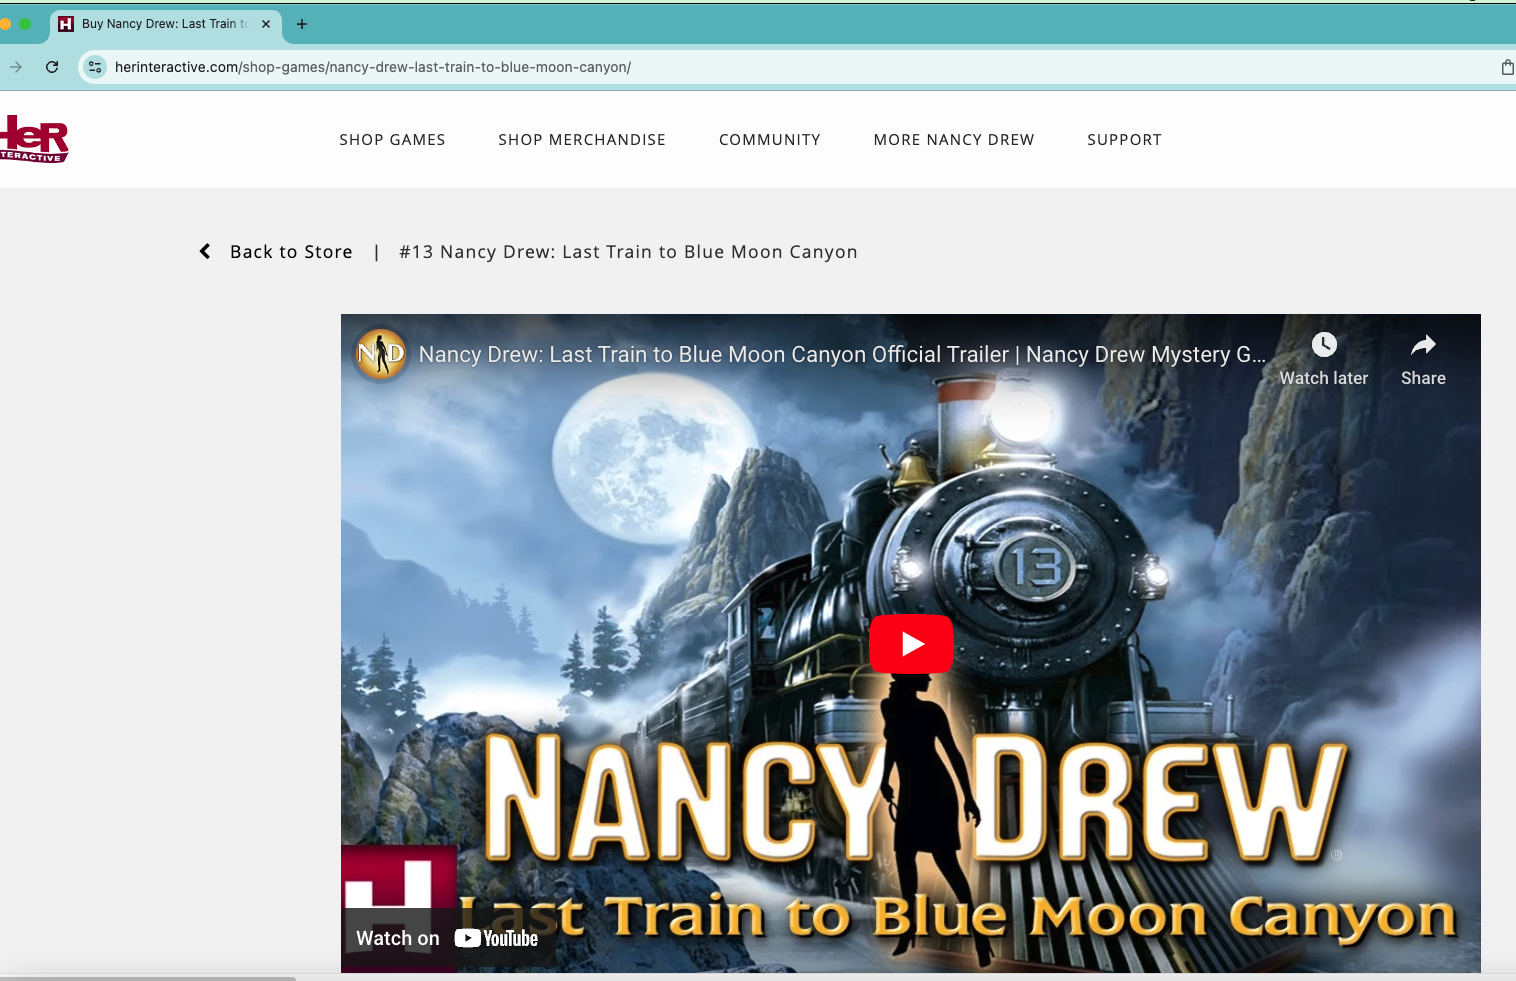 Buy Nancy Drew: Last Train to
herinteractive.com/shop-games/nancy-drew-last-train-to-blue-moon-canyon/
HeR
INTERACTIVE
SHOP GAMES
SHOP MERCHANDISE
COMMUNITY
MORE NANCY DREW
SUPPORT
Back to Store | #13 Nancy Drew: Last Train to Blue Moon Canyon
ND
Nancy Drew: Last Train to Blue Moon Canyon Official Trailer | Nancy Drew Mystery G...
Watch later
Share
13
NANCY DREW
®
H
Last Train to Blue Moon Canyon
Watch on YouTube